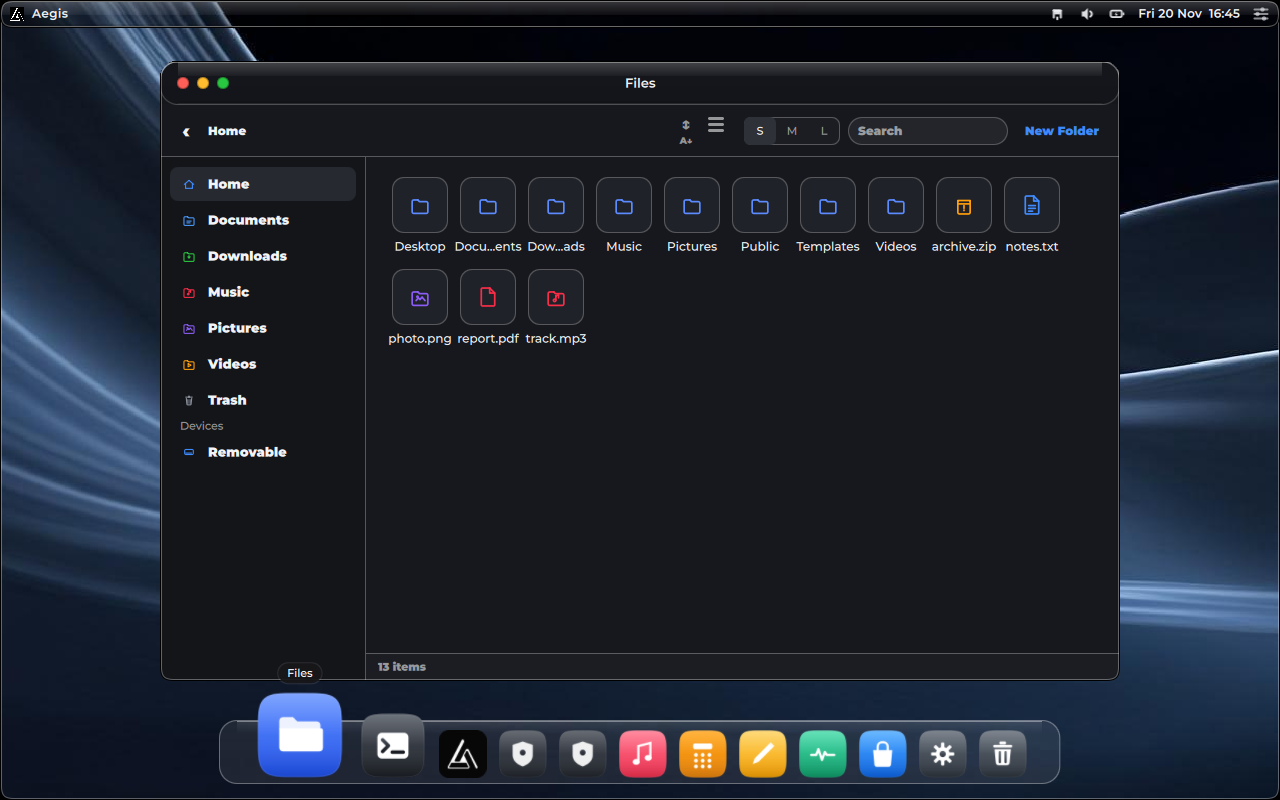 Aegis
Fri 20 Nov 16:45
Files
Home
A+
S M L
Search
New Folder
Home
Documents
Downloads
Music
Pictures
Videos
Trash
Devices
Removable
Desktop Docu...ents Dow...ads Music Pictures Public Templates Videos archive.zip notes.txt
photo.png report.pdf track.mp3
13 items
Files